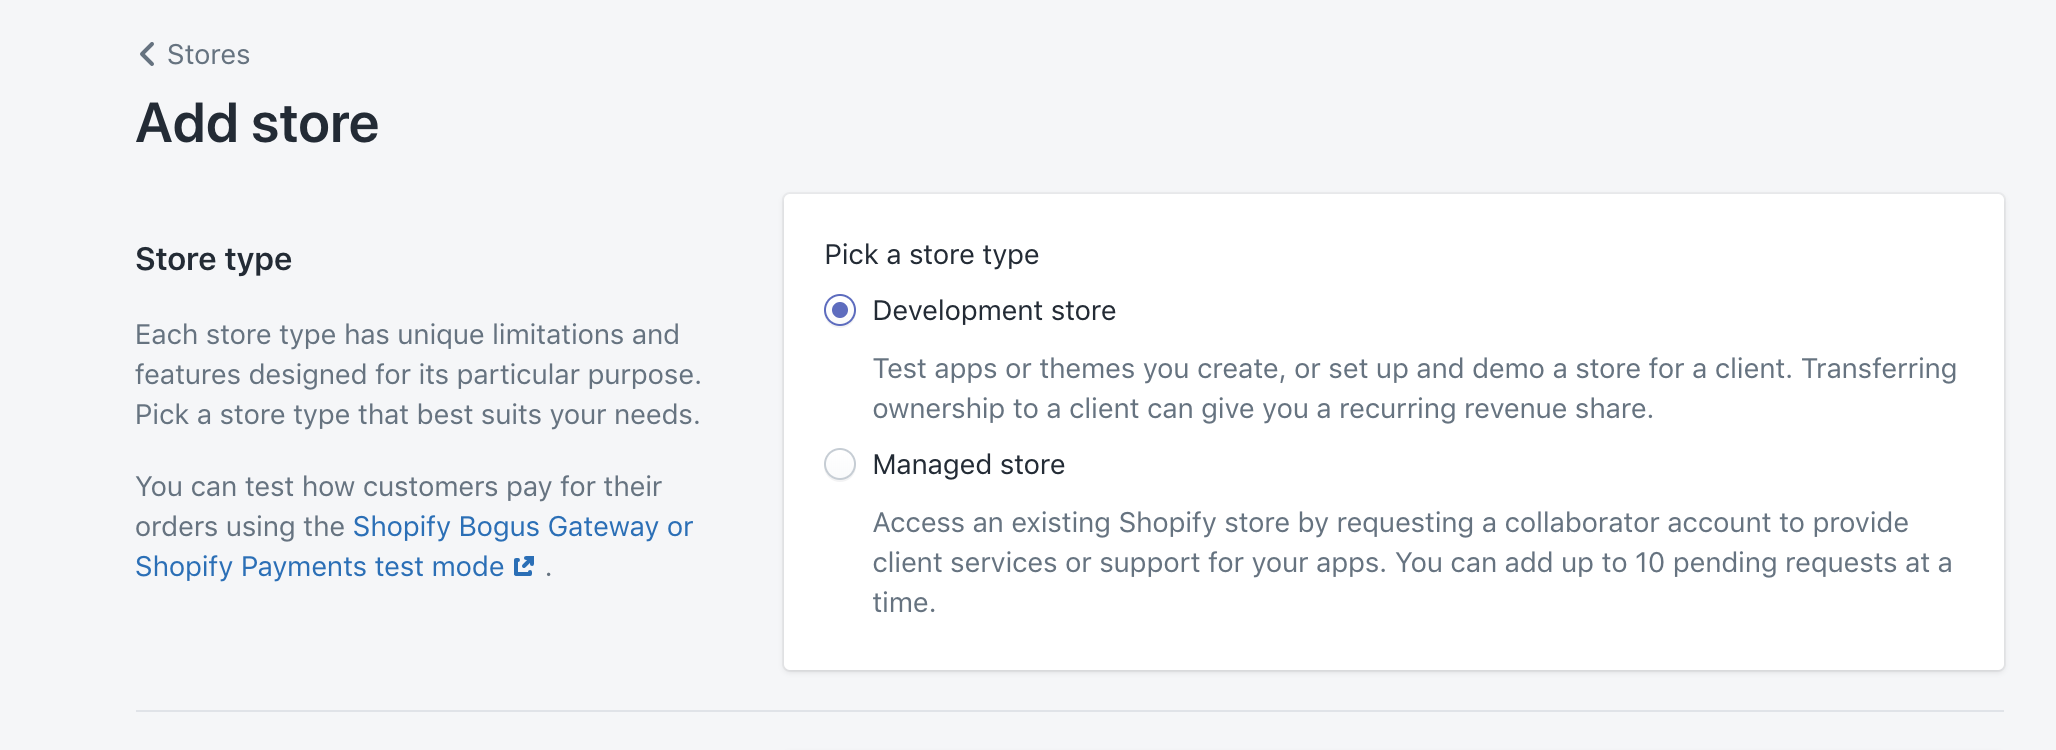 Stores
Add store
Store type
Each store type has unique limitations and
features designed for its particular purpose.
Pick a store type that best suits your needs.
You can test how customers pay for their
orders using the Shopify Bogus Gateway or
Shopify Payments test mode .
Pick a store type
Development store
Test apps or themes you create, or set up and demo a store for a client. Transferring
ownership to a client can give you a recurring revenue share.
Managed store
Access an existing Shopify store by requesting a collaborator account to provide
client services or support for your apps. You can add up to 10 pending requests at a
time.